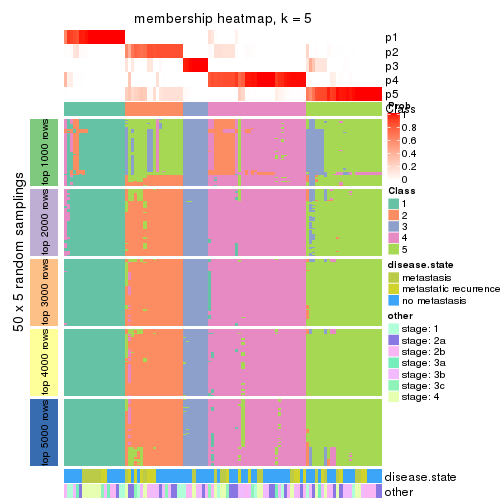 membership heatmap, k = 5
p1
p2
p3
p4
p5
Prob
Class
0.8
0.6
0.4
0.2
0
Class
1
2
3
4
5
disease.state
metastasis
metastatic recurrence
no metastasis
other
stage: 1
stage: 2a
stage: 2b
stage: 3a
stage: 3b
stage: 3c
stage: 4
50 x 5 random samplings
top 1000 rows
top 2000 rows
top 3000 rows
top 4000 rows
top 5000 rows
disease.state
other